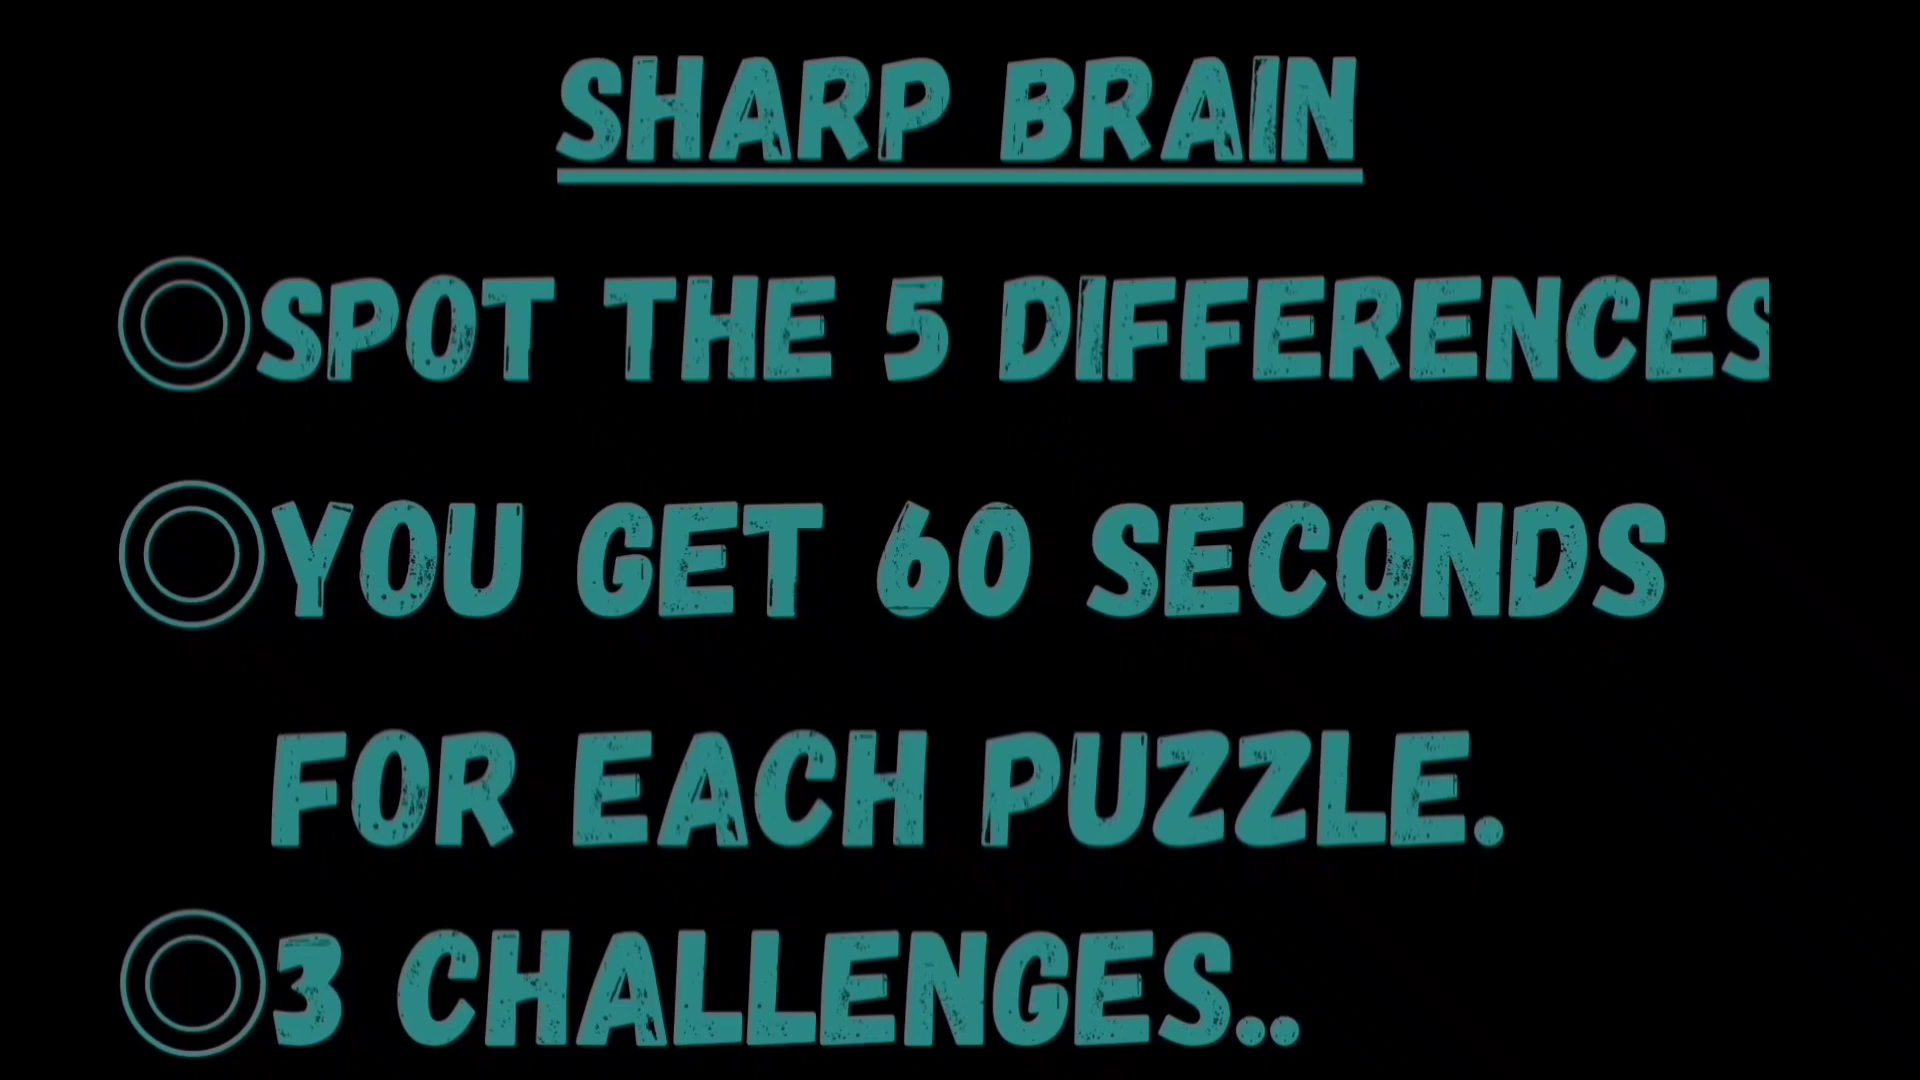 SHARP BRAIN
SPOT THE 5 DIFFERENCES
YOU GET 60 SECONDS
FOR EACH PUZZLE.
3 CHALLENGES..